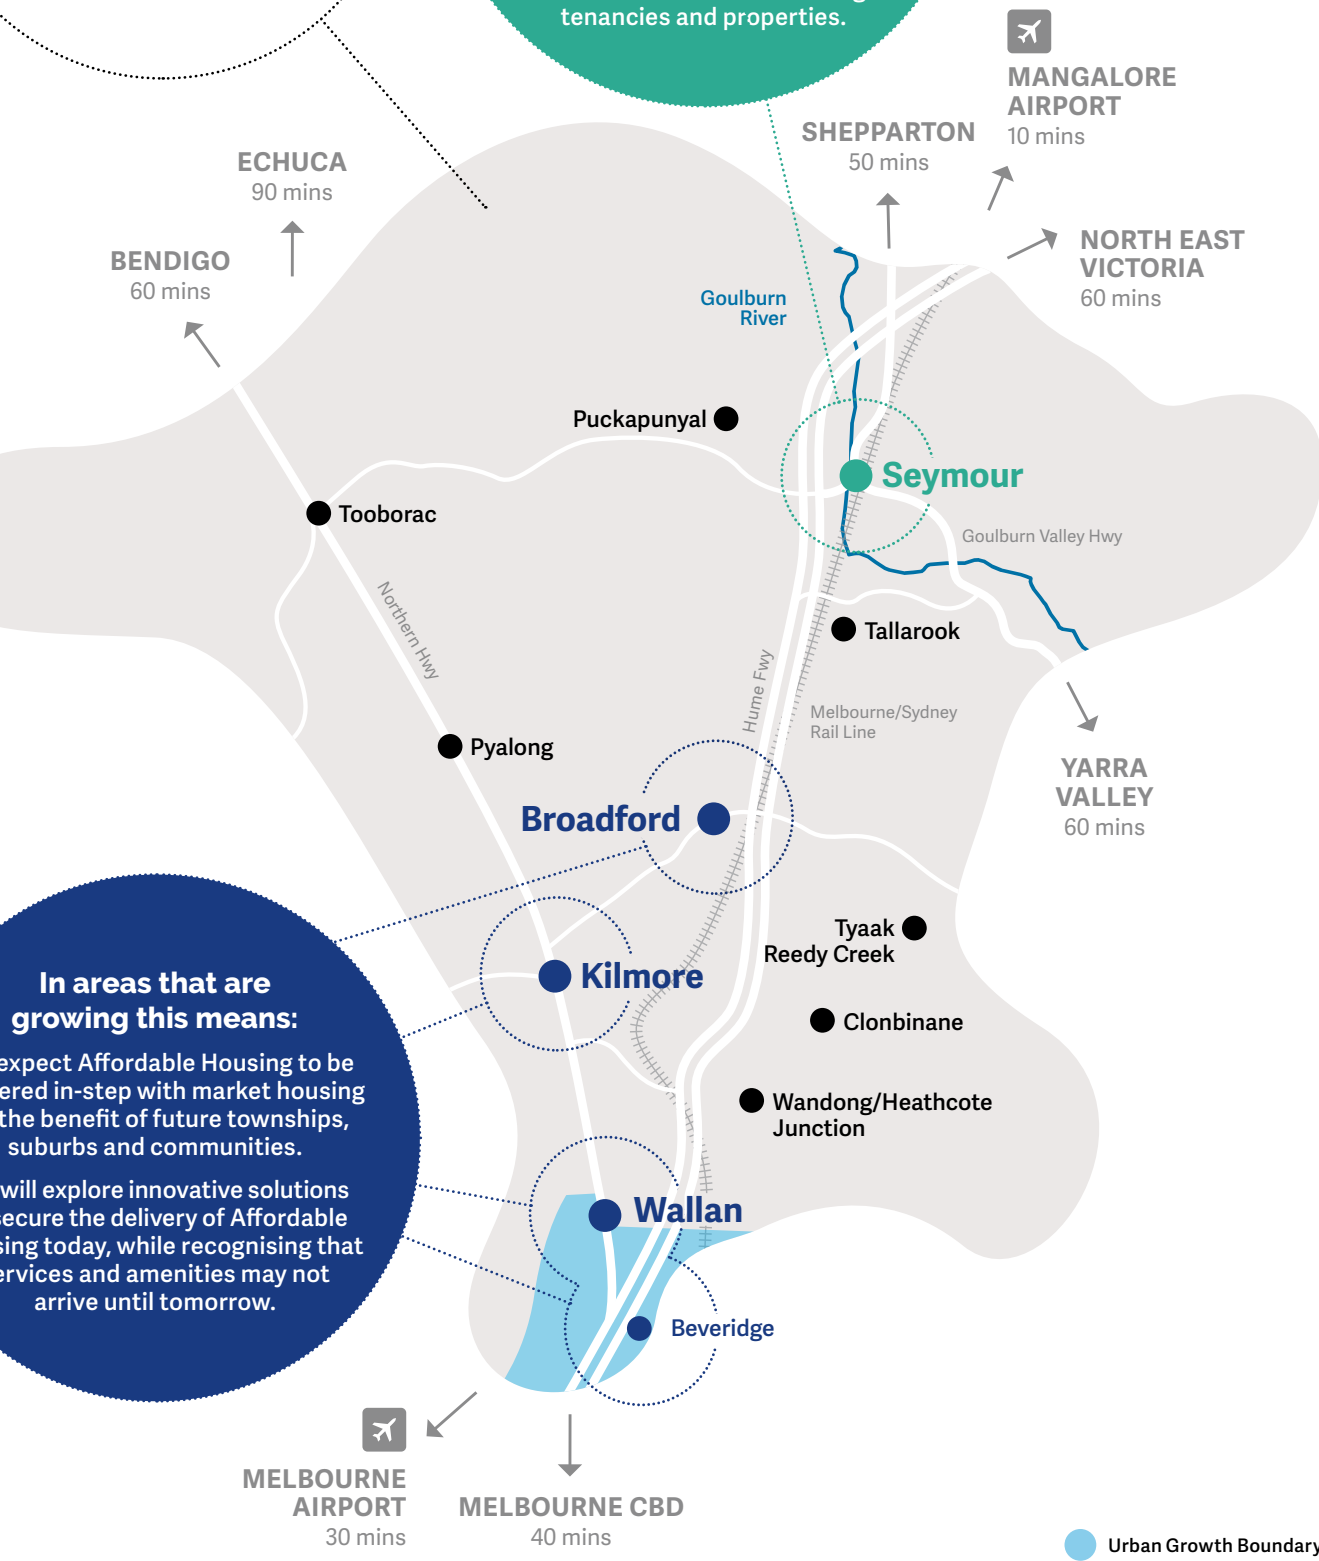 tenancies and properties.
MANGALORE
AIRPORT
10 mins
SHEPPARTON
50 mins
ECHUCA
90 mins
NORTH EAST
VICTORIA
60 mins
BENDIGO
60 mins
Goulburn
River
Puckapunyal
Seymour
Tooborac
Goulburn Valley Hwy
Northern Hwy
Tallarook
Hume Fwy
Melbourne/Sydney
Rail Line
Pyalong
YARRA
VALLEY
60 mins
Broadford
Tyaak
Reedy Creek
Kilmore
In areas that are
growing this means:
expect Affordable Housing to be
in-step with market housing
the benefit of future townships,
suburbs and communities.
will explore innovative solutions
the delivery of Affordable
today, while recognising that
and amenities may not
arrive until tomorrow.
Clonbinane
Wandong/Heathcote
Junction
Wallan
Beveridge
MELBOURNE
AIRPORT
30 mins
MELBOURNE CBD
40 mins
Urban Growth Boundary